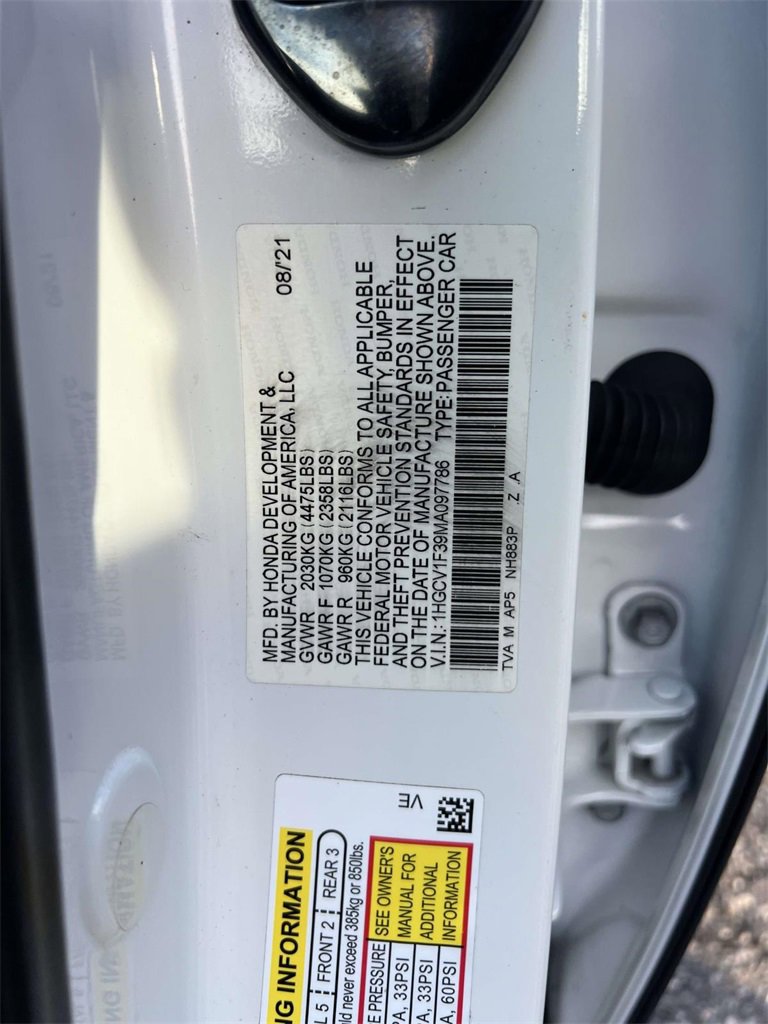 MFD. BY HONDA DEVELOPMENT & 08/'21
MANUFACTURING OF AMERICA, LLC
GVWR 2030KG (4475LBS)
GAWR F 1070KG (2358LBS)
GAWR R 960KG (2116LBS)
THIS VEHICLE CONFORMS TO ALL APPLICABLE
FEDERAL MOTOR VEHICLE SAFETY, BUMPER,
AND THEFT PREVENTION STANDARDS IN EFFECT
ON THE DATE OF MANUFACTURE SHOWN ABOVE.
V.I.N.: 1HGCV1F39MA097786 TYPE: PASSENGER CAR
TVA M AP5 NH883P Z A
VE
INFORMATION
5 FRONT 2 REAR 3
never exceed 385kg or 850lbs.
PRESSURE SEE OWNER'S
33PSI MANUAL FOR
33PSI ADDITIONAL
60PSI INFORMATION